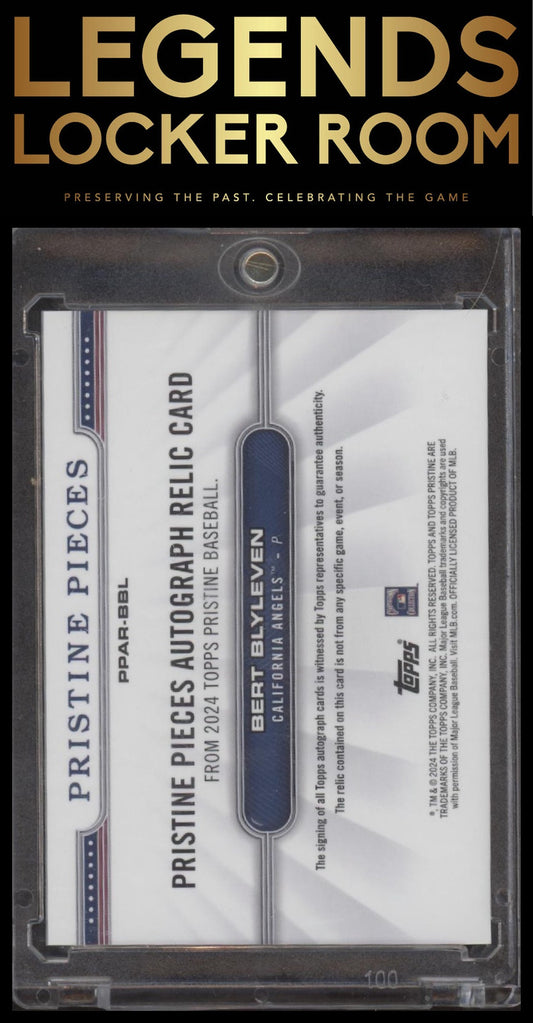 LEGENDS
LOCKER ROOM
PRESERVING THE PAST. CELEBRATING THE GAME
PRISTINE PIECES
PPAR-BBL
PRISTINE PIECES AUTOGRAPH RELIC CARD
FROM 2024 TOPPS PRISTINE BASEBALL.
BERT BLYLEVEN
CALIFORNIA ANGELS™ - P
The signing of all Topps autograph cards is witnessed by Topps representatives to guarantee authenticity.
The relic contained on this card is not from any specific game, event, or season.
topps®
®, TM & © 2024 THE TOPPS COMPANY, INC. ALL RIGHTS RESERVED. TOPPS AND TOPPS PRISTINE ARE
TRADEMARKS OF THE TOPPS COMPANY, INC. Major League Baseball trademarks and copyrights are used
with permission of Major League Baseball. Visit MLB.com. OFFICIALLY LICENSED PRODUCT OF MLB.
100